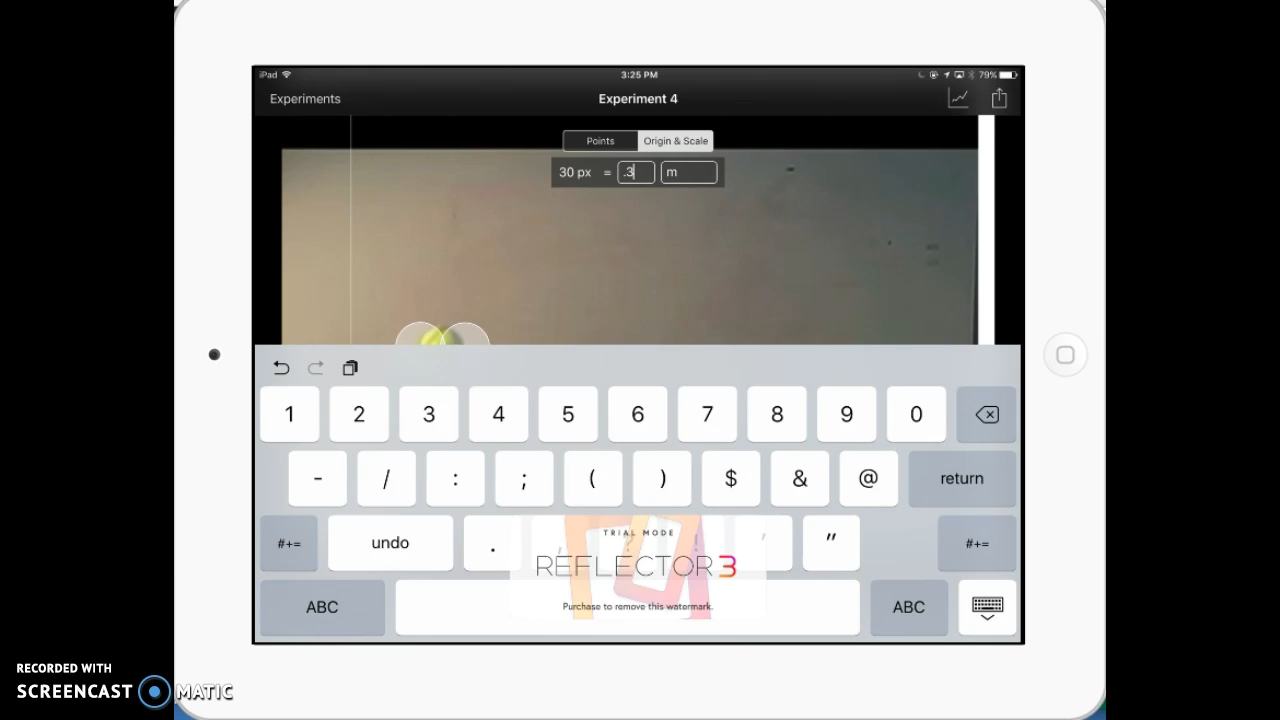 iPad 3:25 PM 79%
Experiments Experiment 4
Points Origin & Scale
30 px = .3 m
1 2 3 4 5 6 7 8 9 0
- / : ; ( ) $ & @ return
#+= undo . , ? ! ' " #+=
TRIAL MODE
REFLECTOR 3
Purchase to remove this watermark.
ABC ABC
RECORDED WITH
SCREENCAST MATIC